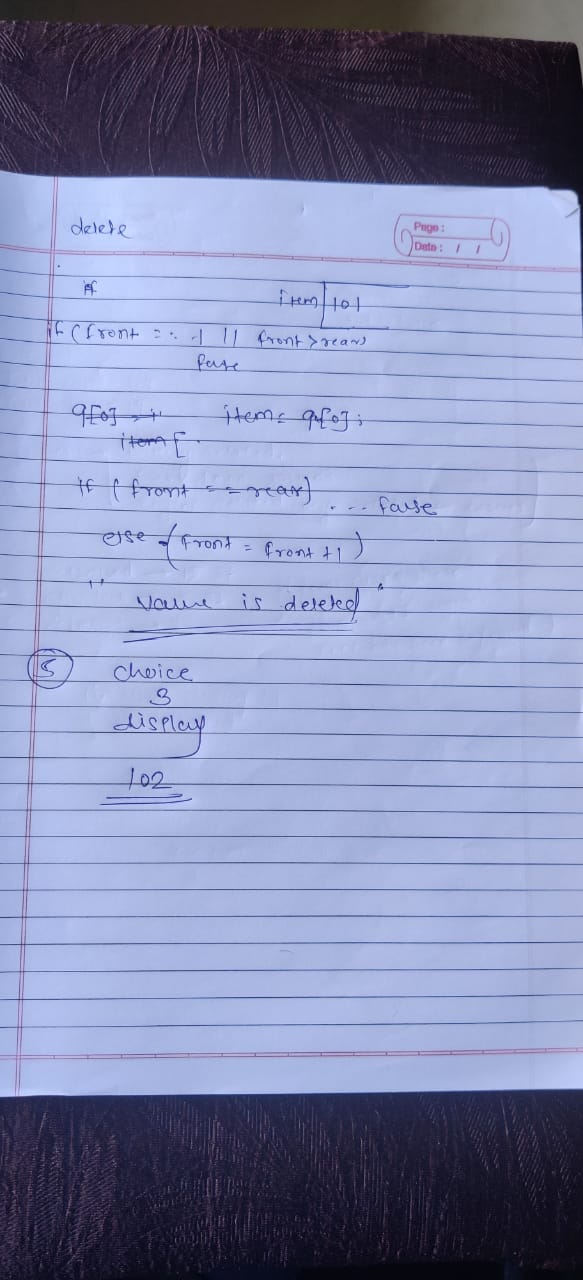 delete
Page :
Date : / /
if
item 101
if (front == -1 || front > rear)
false
q[0] item = q[0];
item [
if (front == rear) ... false
else (front = front +1)
" value is deleted "
5 choice
3
display
102